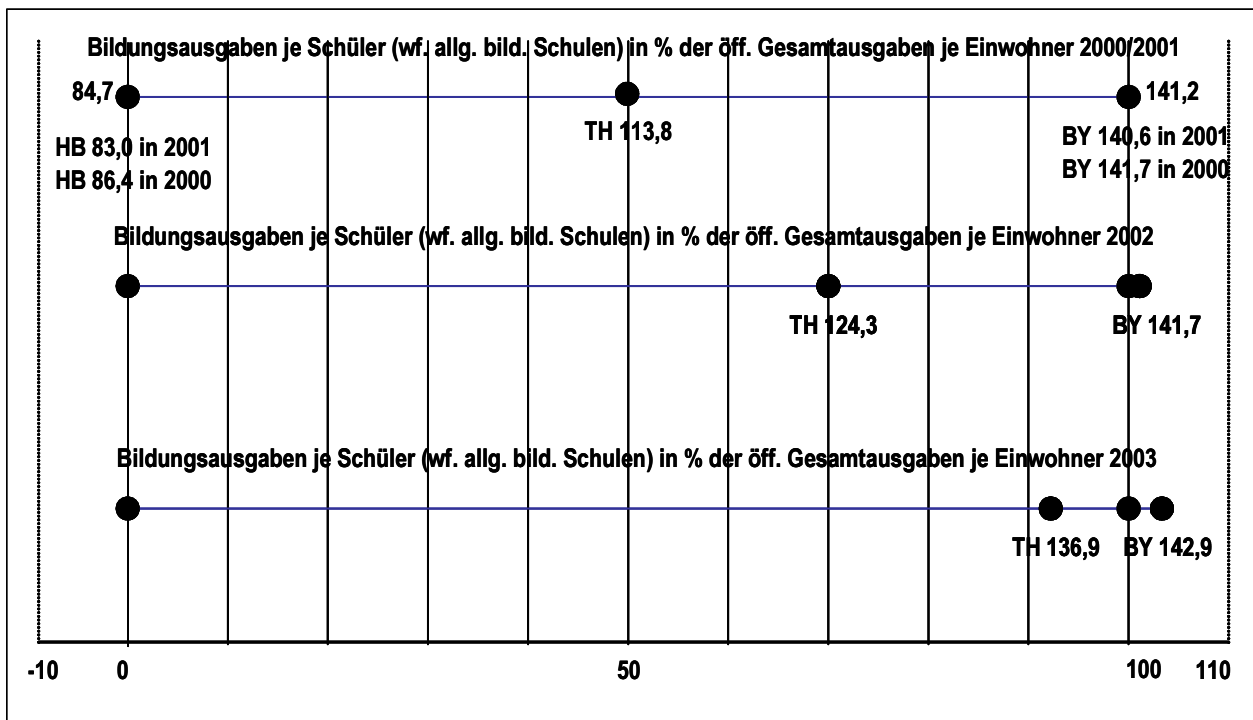 Bildungsausgaben je Schüler (wf. allg. bild. Schulen) in % der öff. Gesamtausgaben je Einwohner 2000/2001
84,7
141,2
TH 113,8
HB 83,0 in 2001
BY 140,6 in 2001
HB 86,4 in 2000
BY 141,7 in 2000
Bildungsausgaben je Schüler (wf. allg. bild. Schulen) in % der öff. Gesamtausgaben je Einwohner 2002
TH 124,3
BY 141,7
Bildungsausgaben je Schüler (wf. allg. bild. Schulen) in % der öff. Gesamtausgaben je Einwohner 2003
TH 136,9
BY 142,9
-10
0
50
100
110